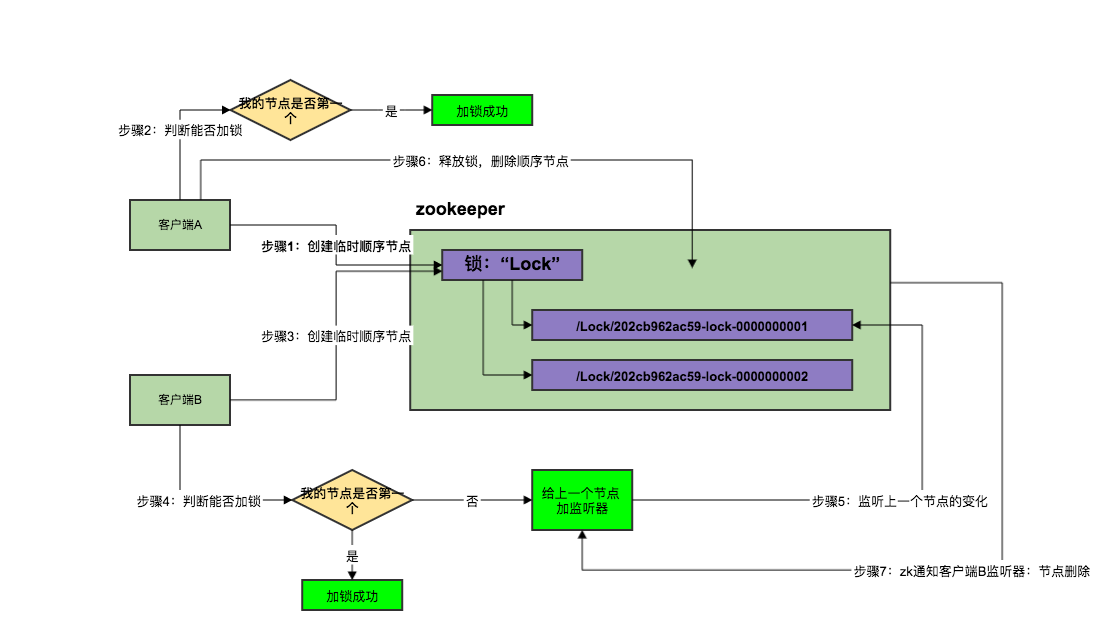 我的节点是否第一
个
是
加锁成功
步骤2：判断能否加锁
步骤6：释放锁，删除顺序节点
zookeeper
客户端A
步骤1：创建临时顺序节点
锁：“Lock”
/Lock/202cb962ac59-lock-0000000001
步骤3：创建临时顺序节点
/Lock/202cb962ac59-lock-0000000002
客户端B
我的节点是否第一
个
步骤4：判断能否加锁
否
给上一个节点
加监听器
步骤5：监听上一个节点的变化
是
步骤7：zk通知客户端B监听器：节点删除
加锁成功